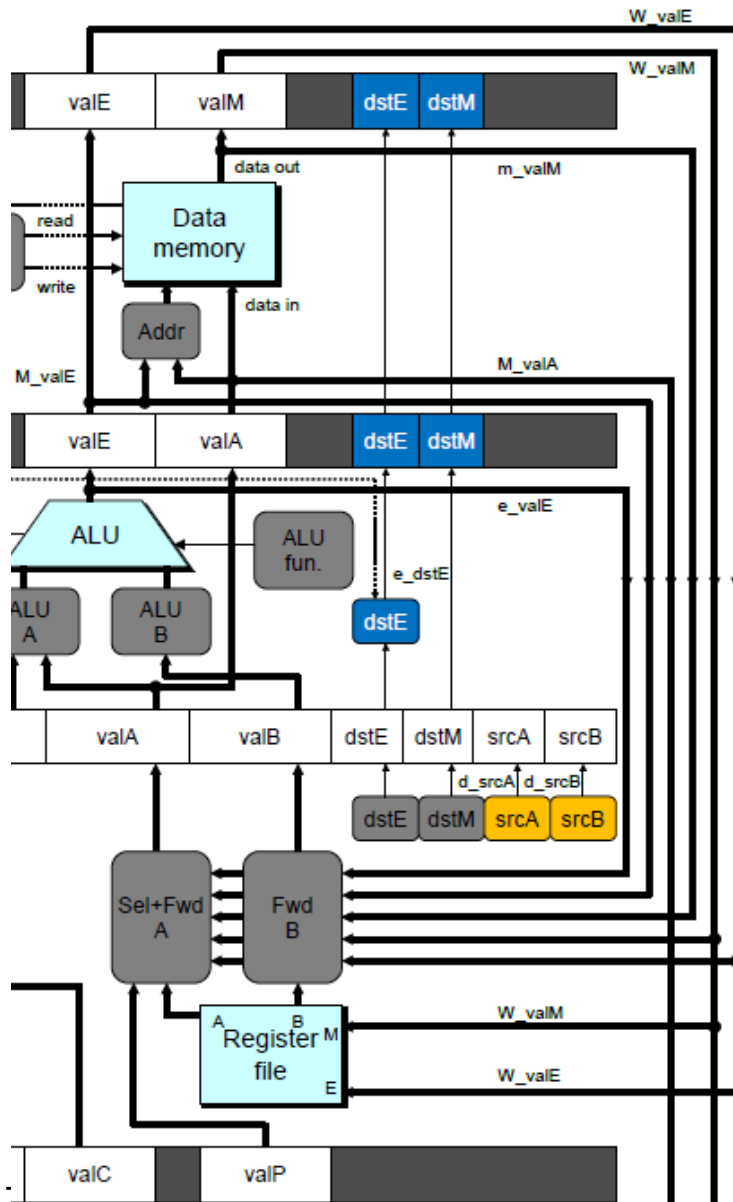 W_valE
W_valM
valE valM dstE dstM
data out m_valM
Data
memory
read
write
data in
Addr
M_valE M_valA
valE valA dstE dstM
e_valE
ALU
ALU
fun.
e_dstE
ALU
A
ALU
B
dstE
valA valB dstE dstM srcA srcB
d_srcA d_srcB
dstE dstM srcA srcB
Sel+Fwd
A
Fwd
B
W_valM
A B M
Register
file
E
W_valE
valC valP